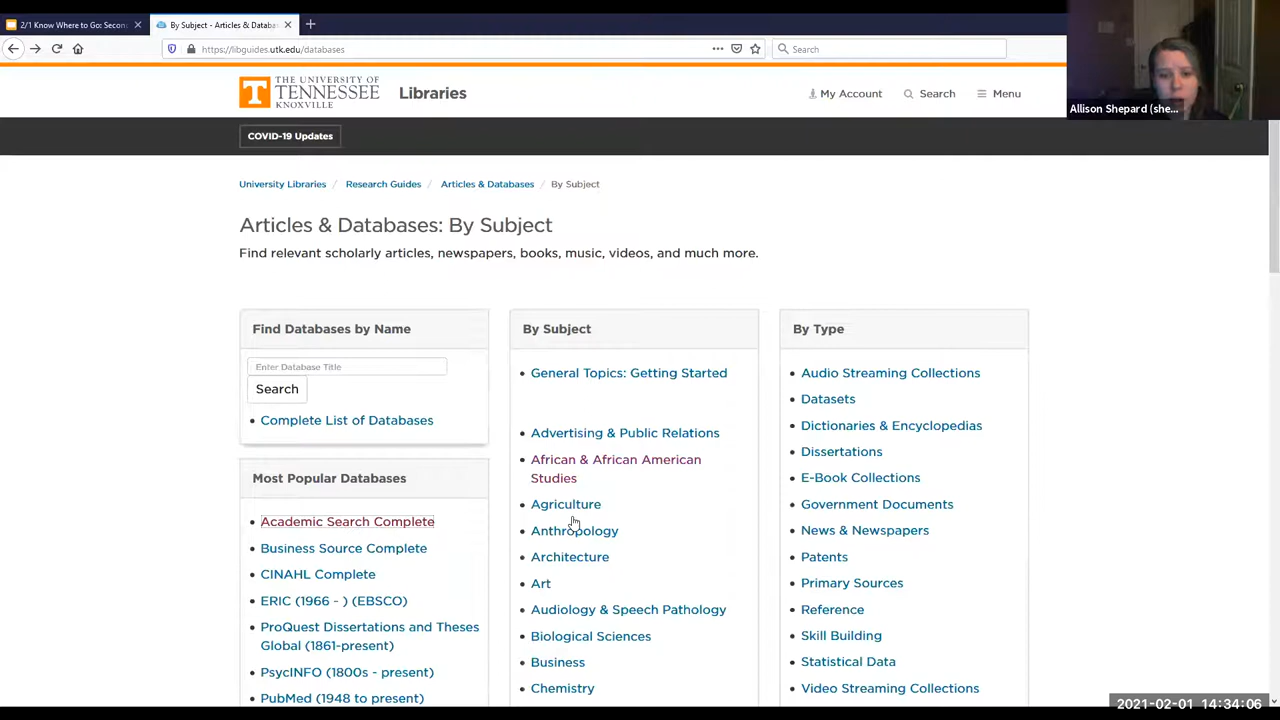 2/1 Know Where to Go: Secon
By Subject - Articles & Databa
https://libguides.utk.edu/databases
Search
Allison Shepard (she...
THE UNIVERSITY OF
TENNESSEE
KNOXVILLE
Libraries
My Account
Search
Menu
COVID-19 Updates
University Libraries / Research Guides / Articles & Databases / By Subject
Articles & Databases: By Subject
Find relevant scholarly articles, newspapers, books, music, videos, and much more.
Find Databases by Name
Enter Database Title
Search
Complete List of Databases
Most Popular Databases
Academic Search Complete
Business Source Complete
CINAHL Complete
ERIC (1966 - ) (EBSCO)
ProQuest Dissertations and Theses
Global (1861-present)
PsycINFO (1800s - present)
PubMed (1948 to present)
By Subject
General Topics: Getting Started
Advertising & Public Relations
African & African American
Studies
Agriculture
Anthropology
Architecture
Art
Audiology & Speech Pathology
Biological Sciences
Business
Chemistry
By Type
Audio Streaming Collections
Datasets
Dictionaries & Encyclopedias
Dissertations
E-Book Collections
Government Documents
News & Newspapers
Patents
Primary Sources
Reference
Skill Building
Statistical Data
Video Streaming Collections
2021-02-01 14:34:06